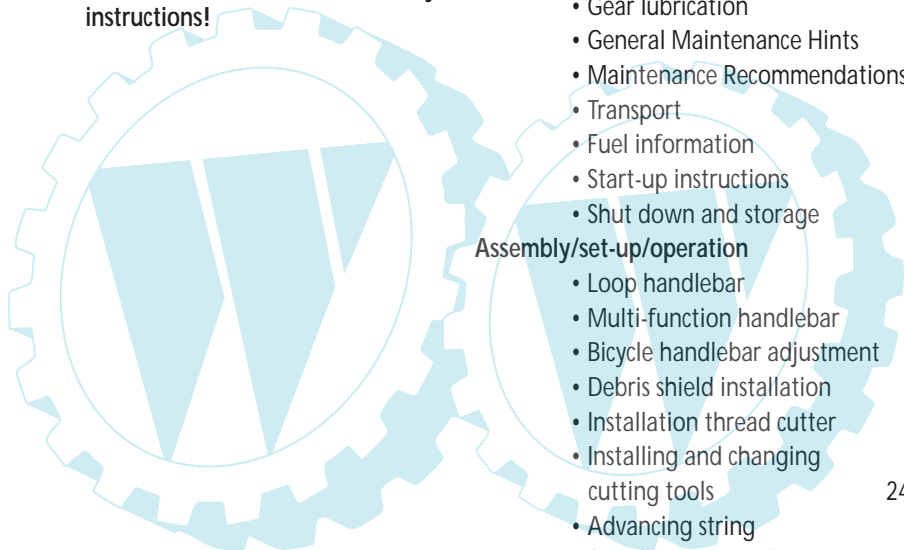 instructions!
• Gear lubrication
• General Maintenance Hints
• Maintenance Recommendations
• Transport
• Fuel information
• Start-up instructions
• Shut down and storage
Assembly/set-up/operation
• Loop handlebar
• Multi-function handlebar
• Bicycle handlebar adjustment
• Debris shield installation
• Installation thread cutter
• Installing and changing
cutting tools 24
• Advancing string